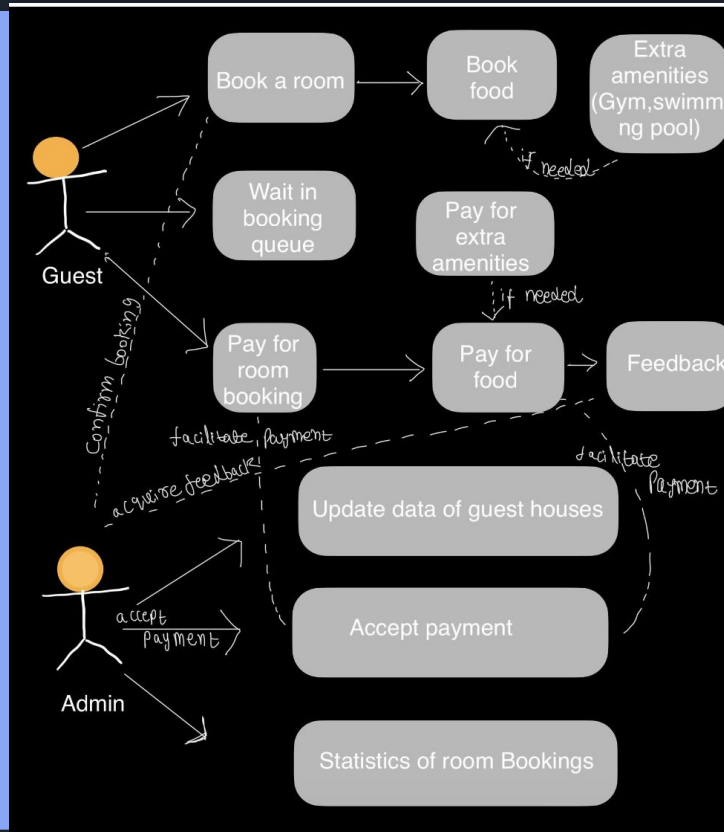 Book a room
Book
food
Extra
amenities
(Gym,swimm
ng pool)
if needed
Wait in
booking
queue
Pay for
extra
amenities
Guest
if needed
Confirm booking
Pay for
room
booking
Pay for
food
Feedback
facilitate payment
facilitate
Payment
acquire feedback
Update data of guest houses
accept
Payment
Accept payment
Admin
Statistics of room Bookings